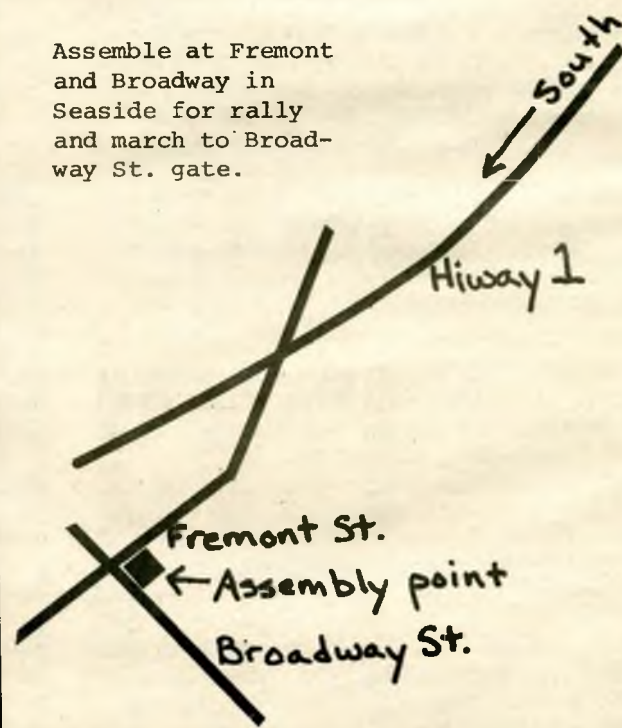 Assemble at Fremont
and Broadway in
Seaside for rally
and march to Broad-
way St. gate.
South
Hiway 1
Fremont St.
Assembly point
Broadway St.